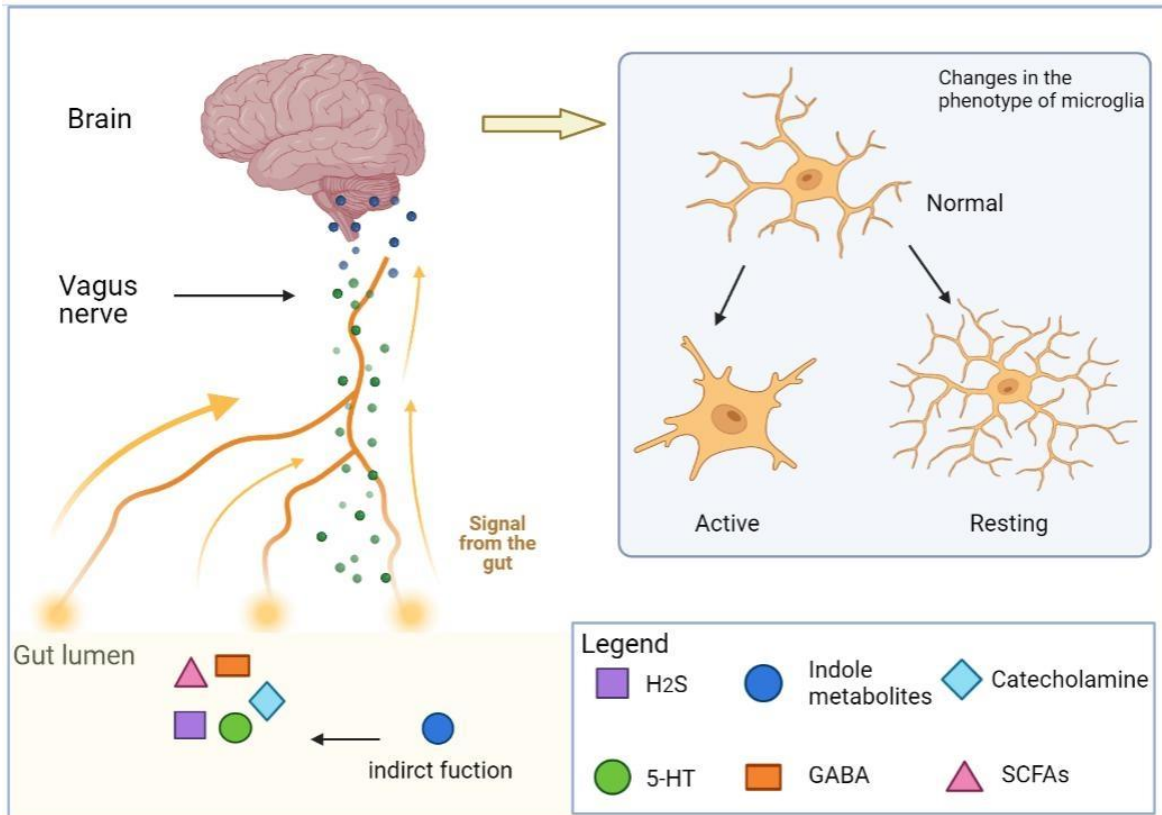 Brain
Changes in the
phenotype of microglia
Normal
Vagus
nerve
Signal
from the
gut
Active
Resting
Gut lumen
indirct fuction
Legend
H2S
Indole
metabolites
Catecholamine
5-HT
GABA
SCFAs